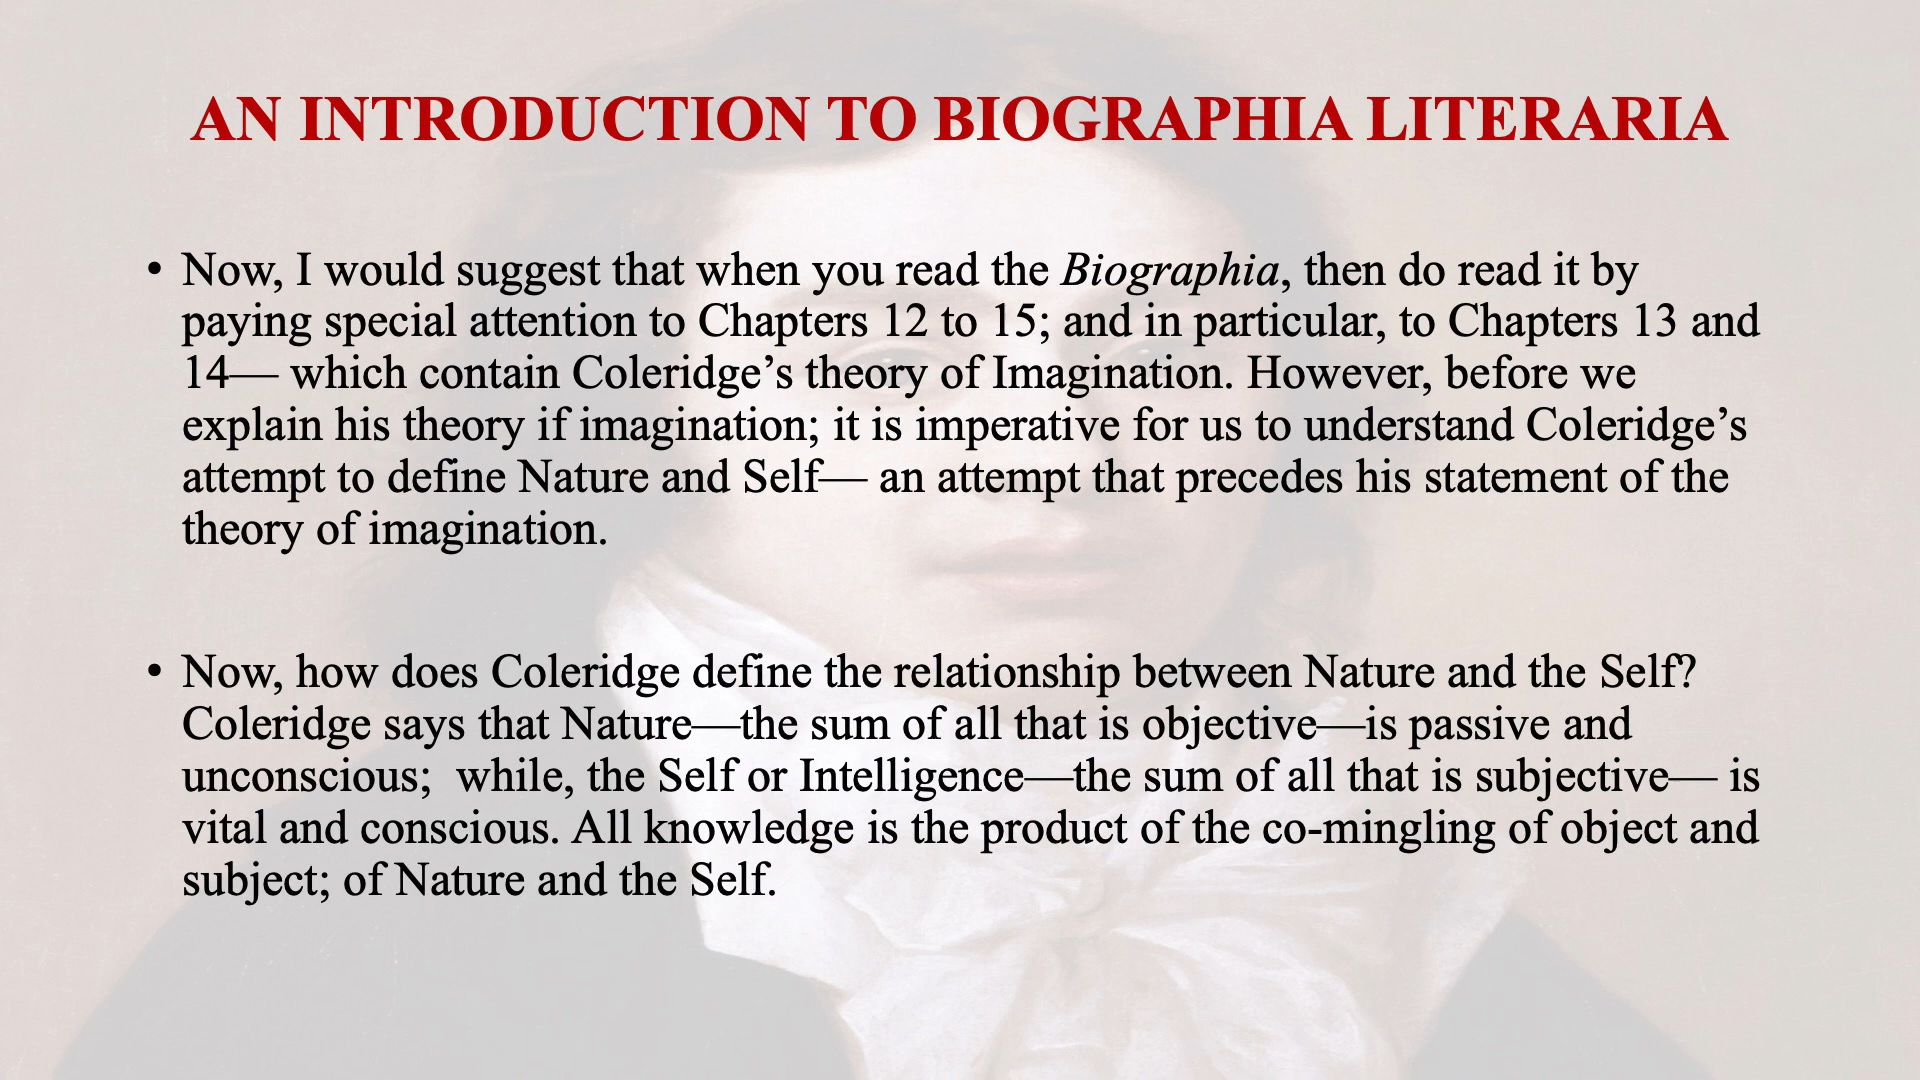 AN INTRODUCTION TO BIOGRAPHIA LITERARIA
• Now, I would suggest that when you read the Biographia, then do read it by
paying special attention to Chapters 12 to 15; and in particular, to Chapters 13 and
14— which contain Coleridge’s theory of Imagination. However, before we
explain his theory if imagination; it is imperative for us to understand Coleridge’s
attempt to define Nature and Self— an attempt that precedes his statement of the
theory of imagination.
• Now, how does Coleridge define the relationship between Nature and the Self?
Coleridge says that Nature—the sum of all that is objective—is passive and
unconscious;  while, the Self or Intelligence—the sum of all that is subjective— is
vital and conscious. All knowledge is the product of the co-mingling of object and
subject; of Nature and the Self.